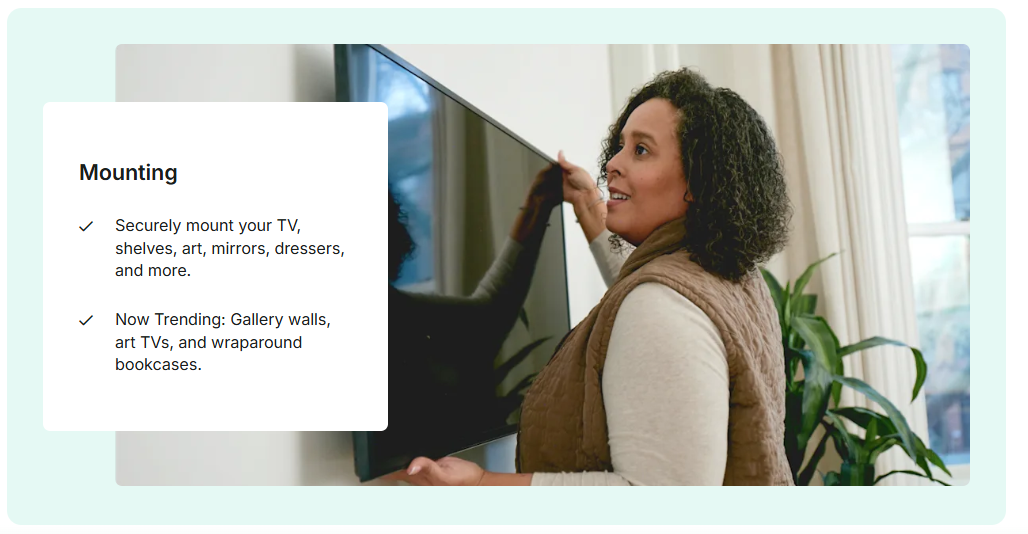 Mounting
Securely mount your TV,
shelves, art, mirrors, dressers,
and more.
Now Trending: Gallery walls,
art TVs, and wraparound
bookcases.